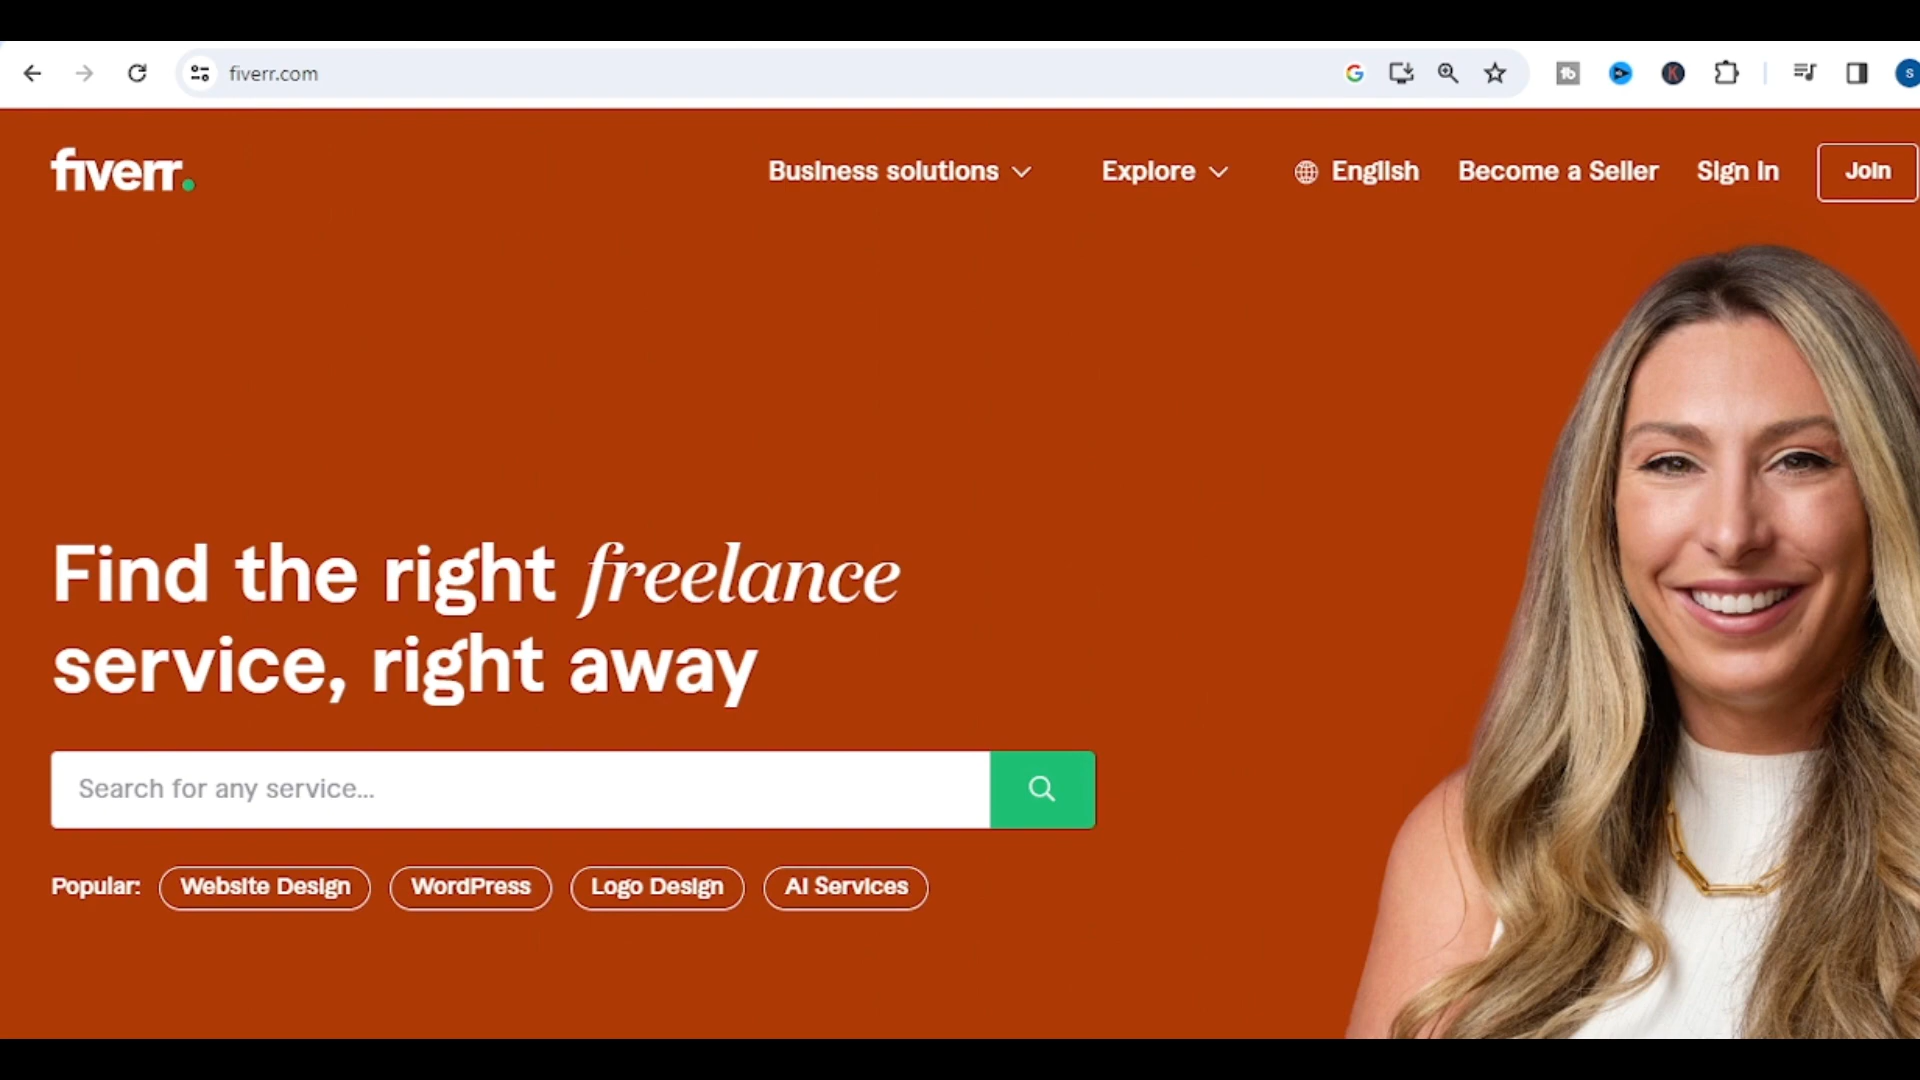 fiverr.com
fiverr.
Business solutions
Explore
English
Become a Seller
Sign in
Join
Find the right freelance
service, right away
Search for any service...
Popular:
Website Design
WordPress
Logo Design
AI Services